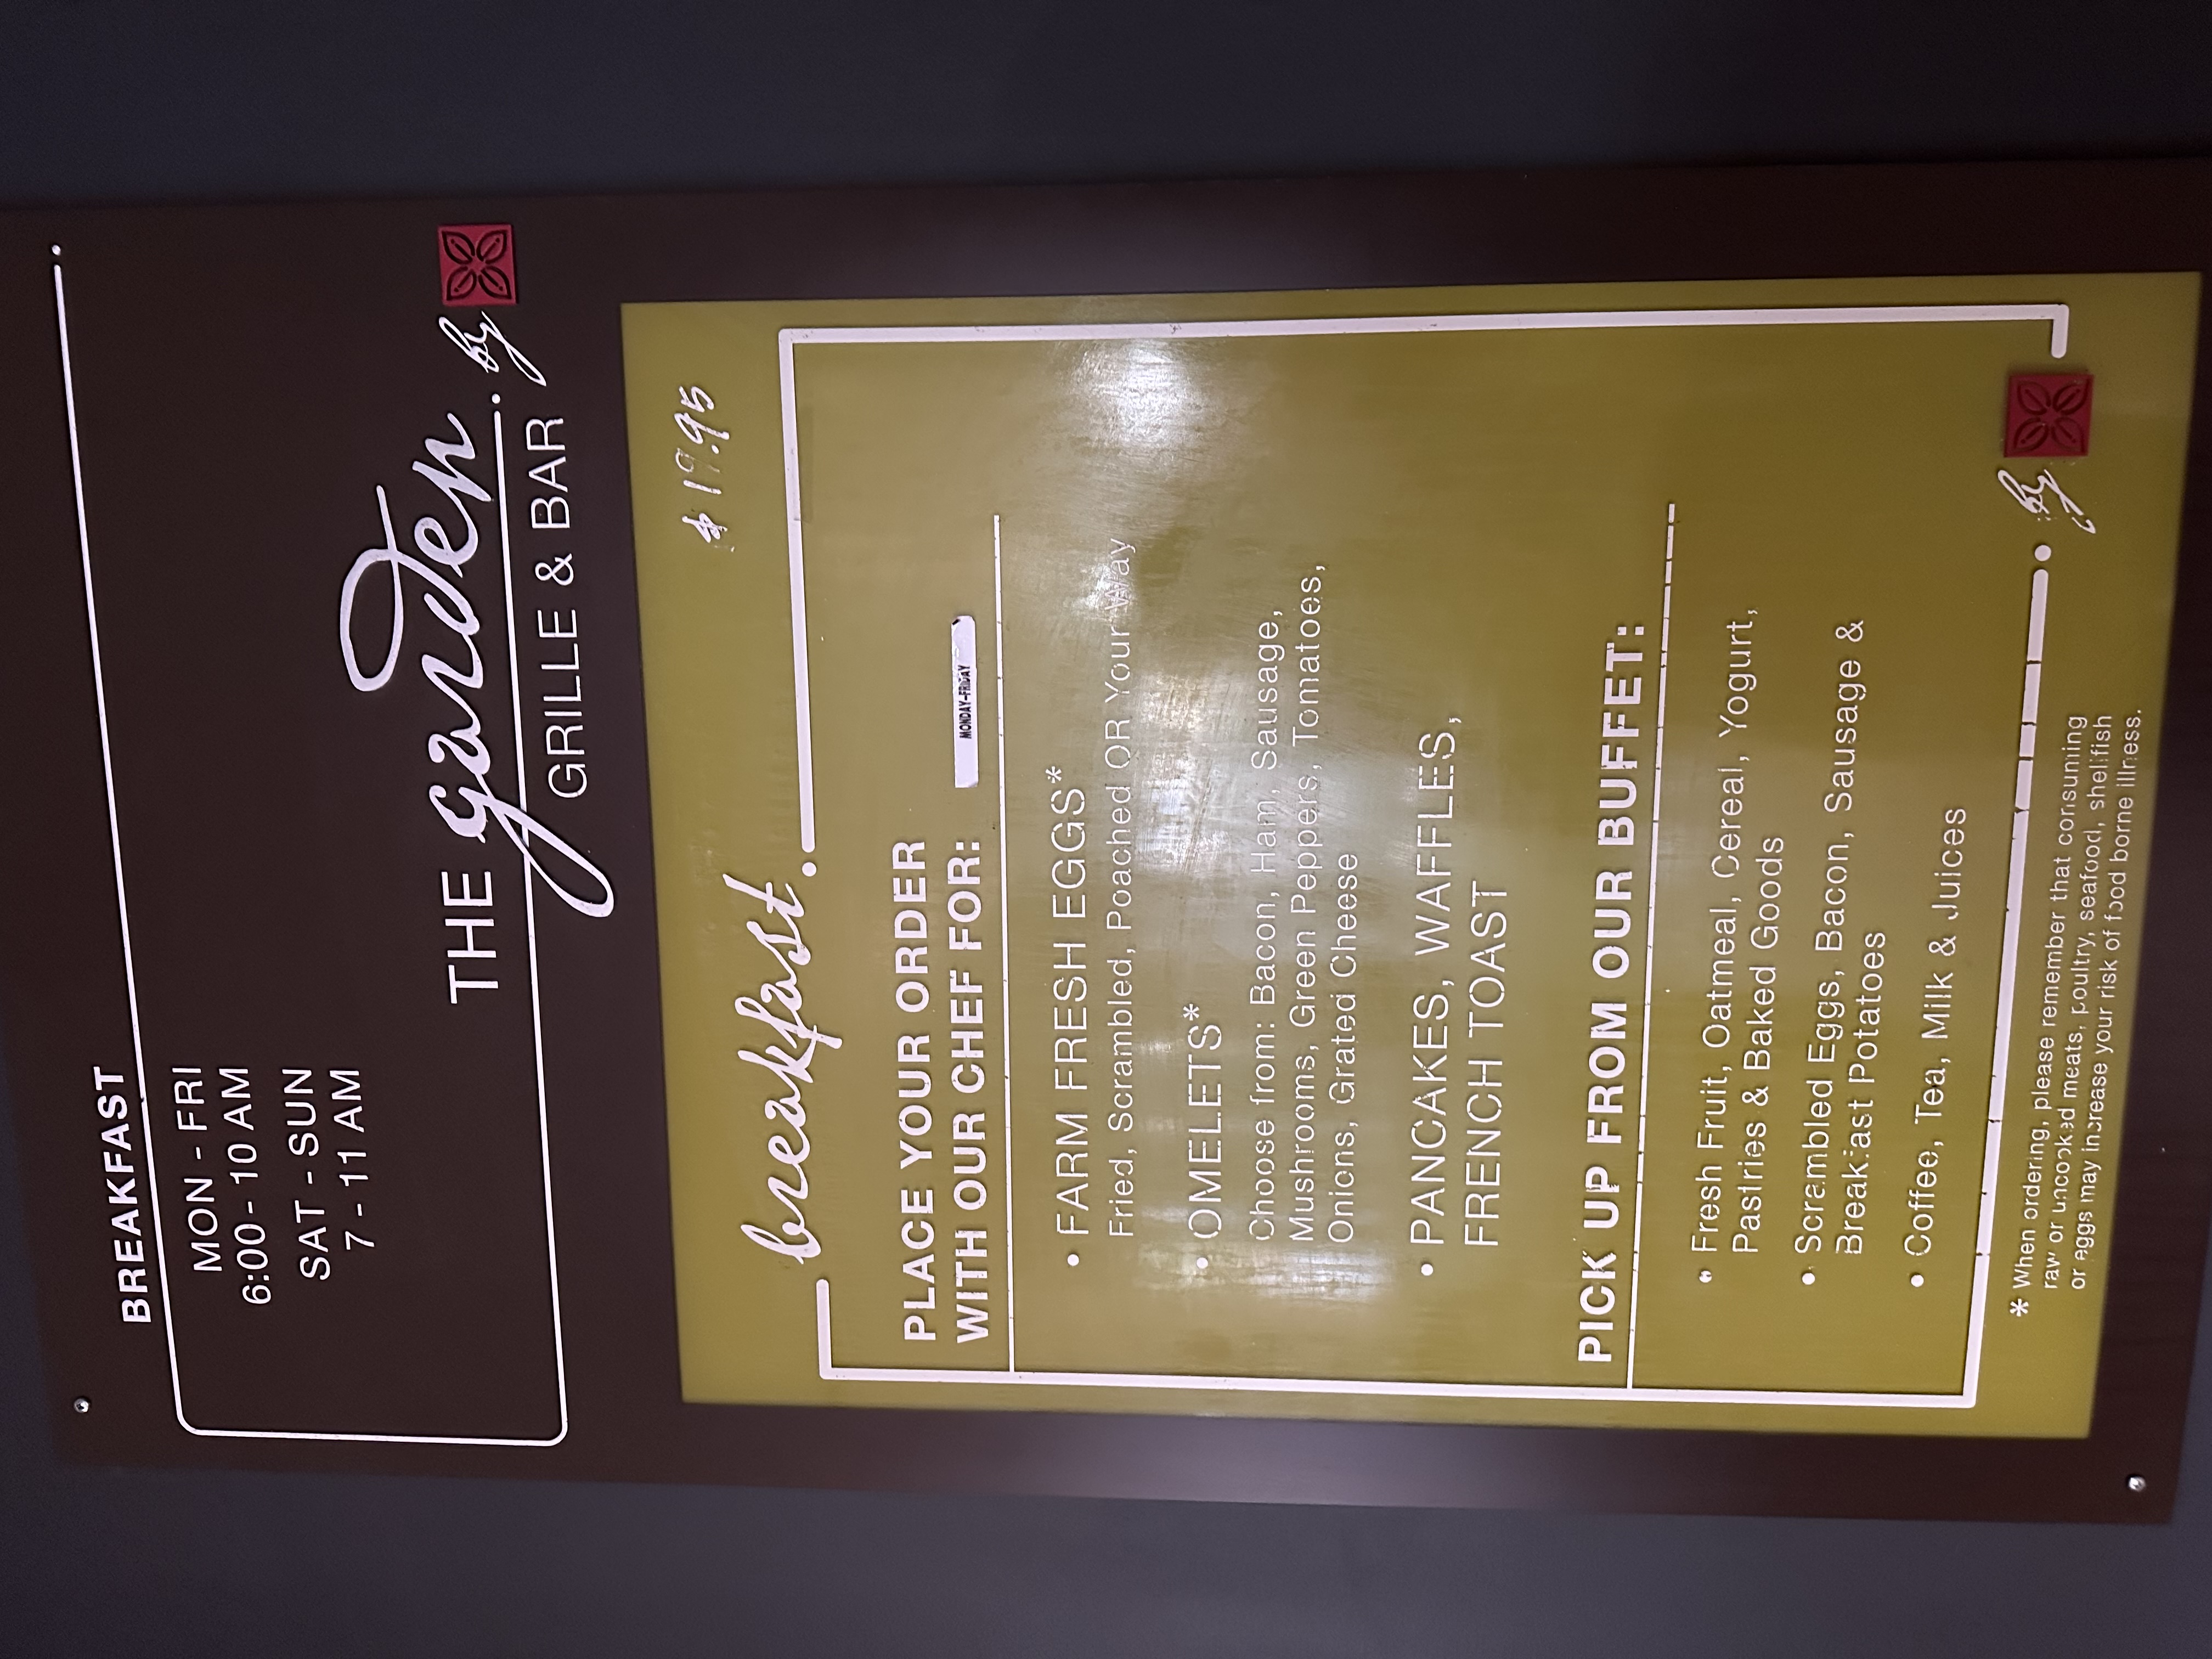 BREAKFAST
MON - FRI
6:00 - 10 AM
SAT - SUN
7 - 11 AM
THE garden
GRILLE & BAR by
$19.95
breakfast
PLACE YOUR ORDER
WITH OUR CHEF FOR: MONDAY-FRIDAY
• FARM FRESH EGGS*
Fried, Scrambled, Poached OR Your Way
• OMELETS*
Choose from: Bacon, Ham, Sausage,
Mushrooms, Green Peppers, Tomatoes,
Onions, Grated Cheese
• PANCAKES, WAFFLES,
FRENCH TOAST
PICK UP FROM OUR BUFFET:
• Fresh Fruit, Oatmeal, Cereal, Yogurt,
Pastries & Baked Goods
• Scrambled Eggs, Bacon, Sausage &
Breakfast Potatoes
• Coffee, Tea, Milk & Juices
by
* When ordering, please remember that consuming
raw or uncooked meats, poultry, seafood, shellfish
or eggs may increase your risk of food borne illness.